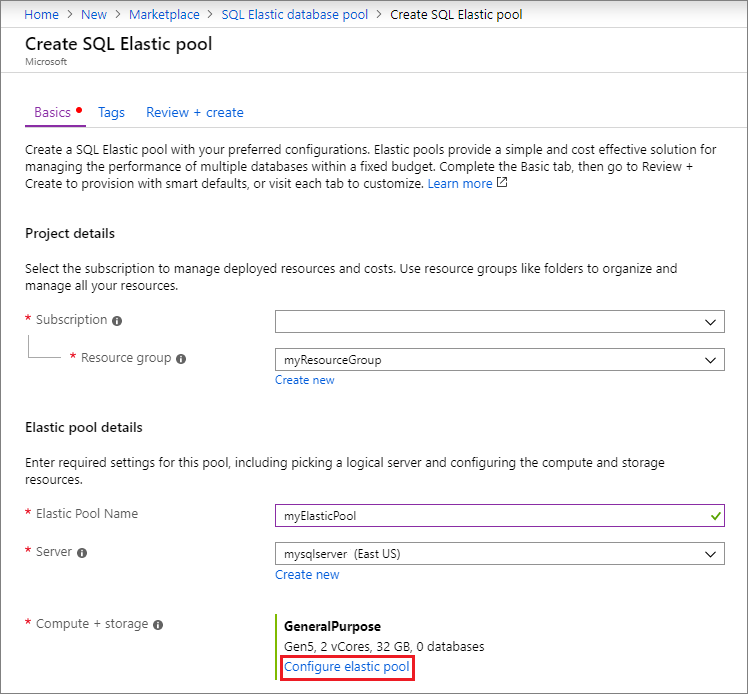 Home > New > Marketplace > SQL Elastic database pool > Create SQL Elastic pool
Create SQL Elastic pool
Microsoft
Basics Tags Review + create
Create a SQL Elastic pool with your preferred configurations. Elastic pools provide a simple and cost effective solution for
managing the performance of multiple databases within a fixed budget. Complete the Basic tab, then go to Review +
Create to provision with smart defaults, or visit each tab to customize. Learn more
Project details
Select the subscription to manage deployed resources and costs. Use resource groups like folders to organize and
manage all your resources.
* Subscription
* Resource group myResourceGroup
Create new
Elastic pool details
Enter required settings for this pool, including picking a logical server and configuring the compute and storage
resources.
* Elastic Pool Name myElasticPool
* Server mysqlserver (East US)
Create new
* Compute + storage GeneralPurpose
Gen5, 2 vCores, 32 GB, 0 databases
Configure elastic pool